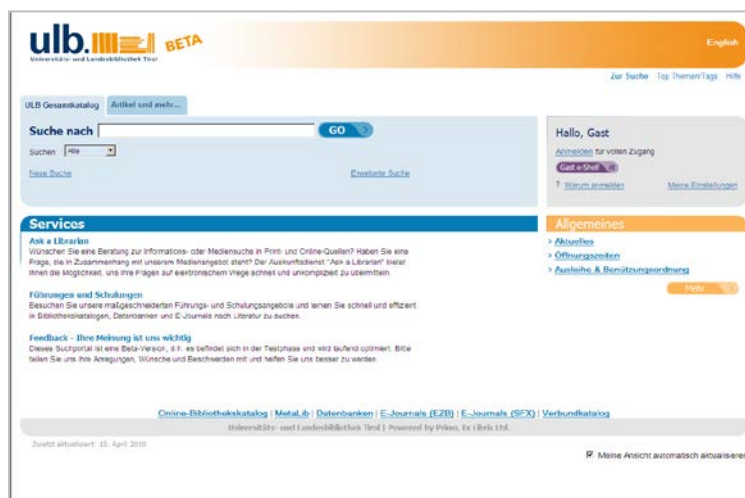 ulb. BETA
Universitäts- und Landesbibliothek Tirol
English
Zur Suche Top Themen/Tags Hilfe
ULB Gesamtkatalog Artikel und mehr...
Suche nach GO
Suchen: Alle
Neue Suche Erweiterte Suche
Hallo, Gast
Anmelden für vollen Zugang
Gast e-Shelf
? Warum anmelden Meine Einstellungen
Services
Ask a Librarian
Wünschen Sie eine Beratung zur Informations- oder Mediensuche in Print- und Online-Quellen? Haben Sie eine
Frage, die in Zusammenhang mit unserem Medienangebot steht? Der Auskunftsdienst "Ask a Librarian" bietet
Ihnen die Möglichkeit, uns Ihre Fragen auf elektronischem Wege schnell und unkompliziert zu übermitteln.
Führungen und Schulungen
Besuchen Sie unsere maßgeschneiderten Führungs- und Schulungsangebote und lernen Sie schnell und effizient
in Bibliothekskatalogen, Datenbanken und E-Journals nach Literatur zu suchen.
Feedback - Ihre Meinung ist uns wichtig
Dieses Suchportal ist eine Beta-Version, d.h. es befindet sich in der Testphase und wird laufend optimiert. Bitte
teilen Sie uns Ihre Anregungen, Wünsche und Beschwerden mit und helfen Sie uns besser zu werden.
Allgemeines
> Aktuelles
> Öffnungszeiten
> Ausleihe & Benützungsordnung
Mehr
Online-Bibliothekskatalog | MetaLib | Datenbanken | E-Journals (EZB) | E-Journals (SFX) | Verbundkatalog
Universitäts- und Landesbibliothek Tirol | Powered by Primo, Ex Libris Ltd.
Zuletzt aktualisiert: 15. April 2010
Meine Ansicht automatisch aktualisieren